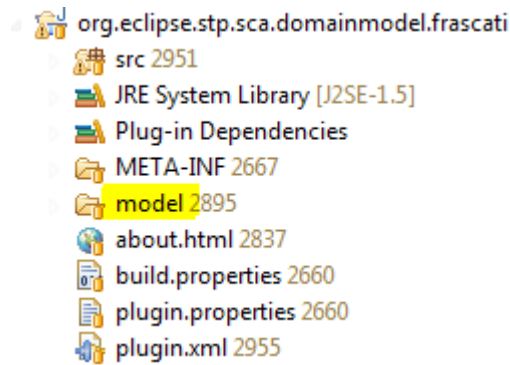 org.eclipse.stp.sca.domainmodel.frascati
src 2951
JRE System Library [J2SE-1.5]
Plug-in Dependencies
META-INF 2667
model 2895
about.html 2837
build.properties 2660
plugin.properties 2660
plugin.xml 2955